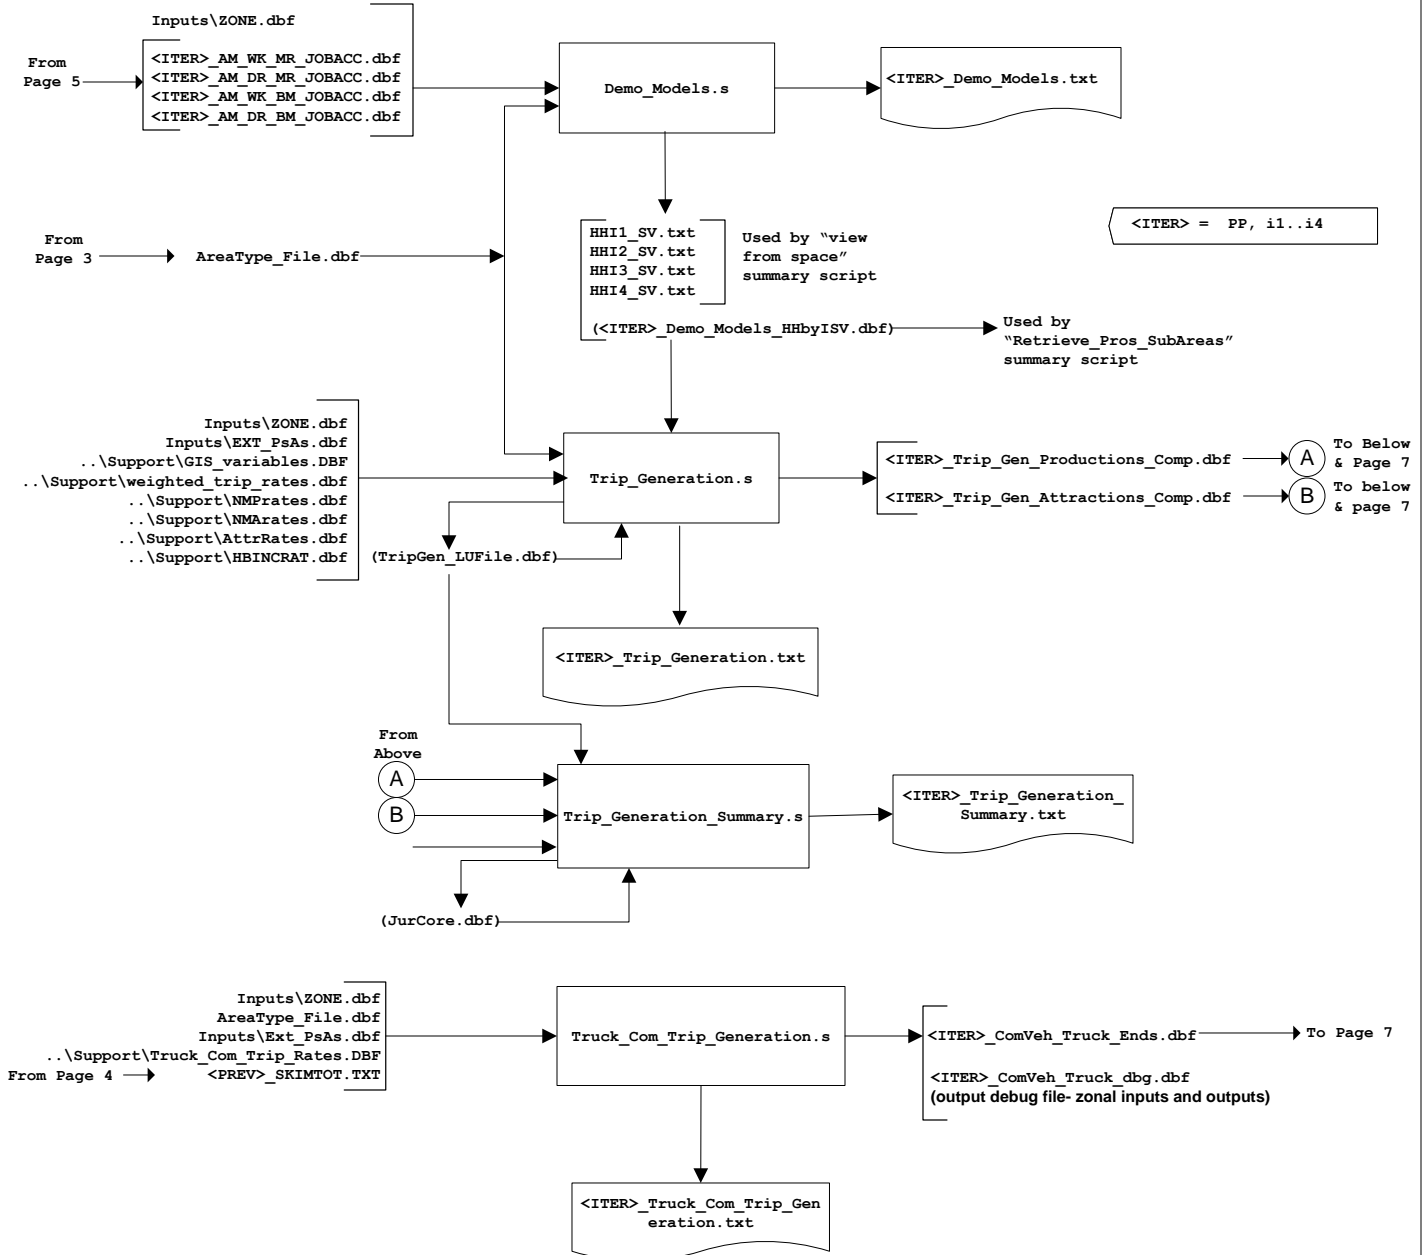 Inputs\ZONE.dbf
From
Page 5
<ITER>_AM_WK_MR_JOBACC.dbf
<ITER>_AM_DR_MR_JOBACC.dbf
<ITER>_AM_WK_BM_JOBACC.dbf
<ITER>_AM_DR_BM_JOBACC.dbf
Demo_Models.s
<ITER>_Demo_Models.txt
<ITER> =  PP, i1..i4
From
Page 3
AreaType_File.dbf
HHI1_SV.txt
HHI2_SV.txt
HHI3_SV.txt
HHI4_SV.txt
Used by “view
from space”
summary script
(<ITER>_Demo_Models_HHbyISV.dbf)
Used by
“Retrieve_Pros_SubAreas”
summary script
Inputs\ZONE.dbf
Inputs\EXT_PsAs.dbf
..\Support\GIS_variables.DBF
..\Support\weighted_trip_rates.dbf
..\Support\NMPrates.dbf
..\Support\NMArates.dbf
..\Support\AttrRates.dbf
..\Support\HBINCRAT.dbf
Trip_Generation.s
<ITER>_Trip_Gen_Productions_Comp.dbf
A
To Below
& Page 7
<ITER>_Trip_Gen_Attractions_Comp.dbf
B
To below
& page 7
(TripGen_LUFile.dbf)
<ITER>_Trip_Generation.txt
From
Above
A
B
Trip_Generation_Summary.s
<ITER>_Trip_Generation_
Summary.txt
(JurCore.dbf)
Inputs\ZONE.dbf
AreaType_File.dbf
Inputs\Ext_PsAs.dbf
..\Support\Truck_Com_Trip_Rates.DBF
From Page 4
<PREV>_SKIMTOT.TXT
Truck_Com_Trip_Generation.s
<ITER>_ComVeh_Truck_Ends.dbf
To Page 7
<ITER>_ComVeh_Truck_dbg.dbf
(output debug file- zonal inputs and outputs)
<ITER>_Truck_Com_Trip_Gen
eration.txt